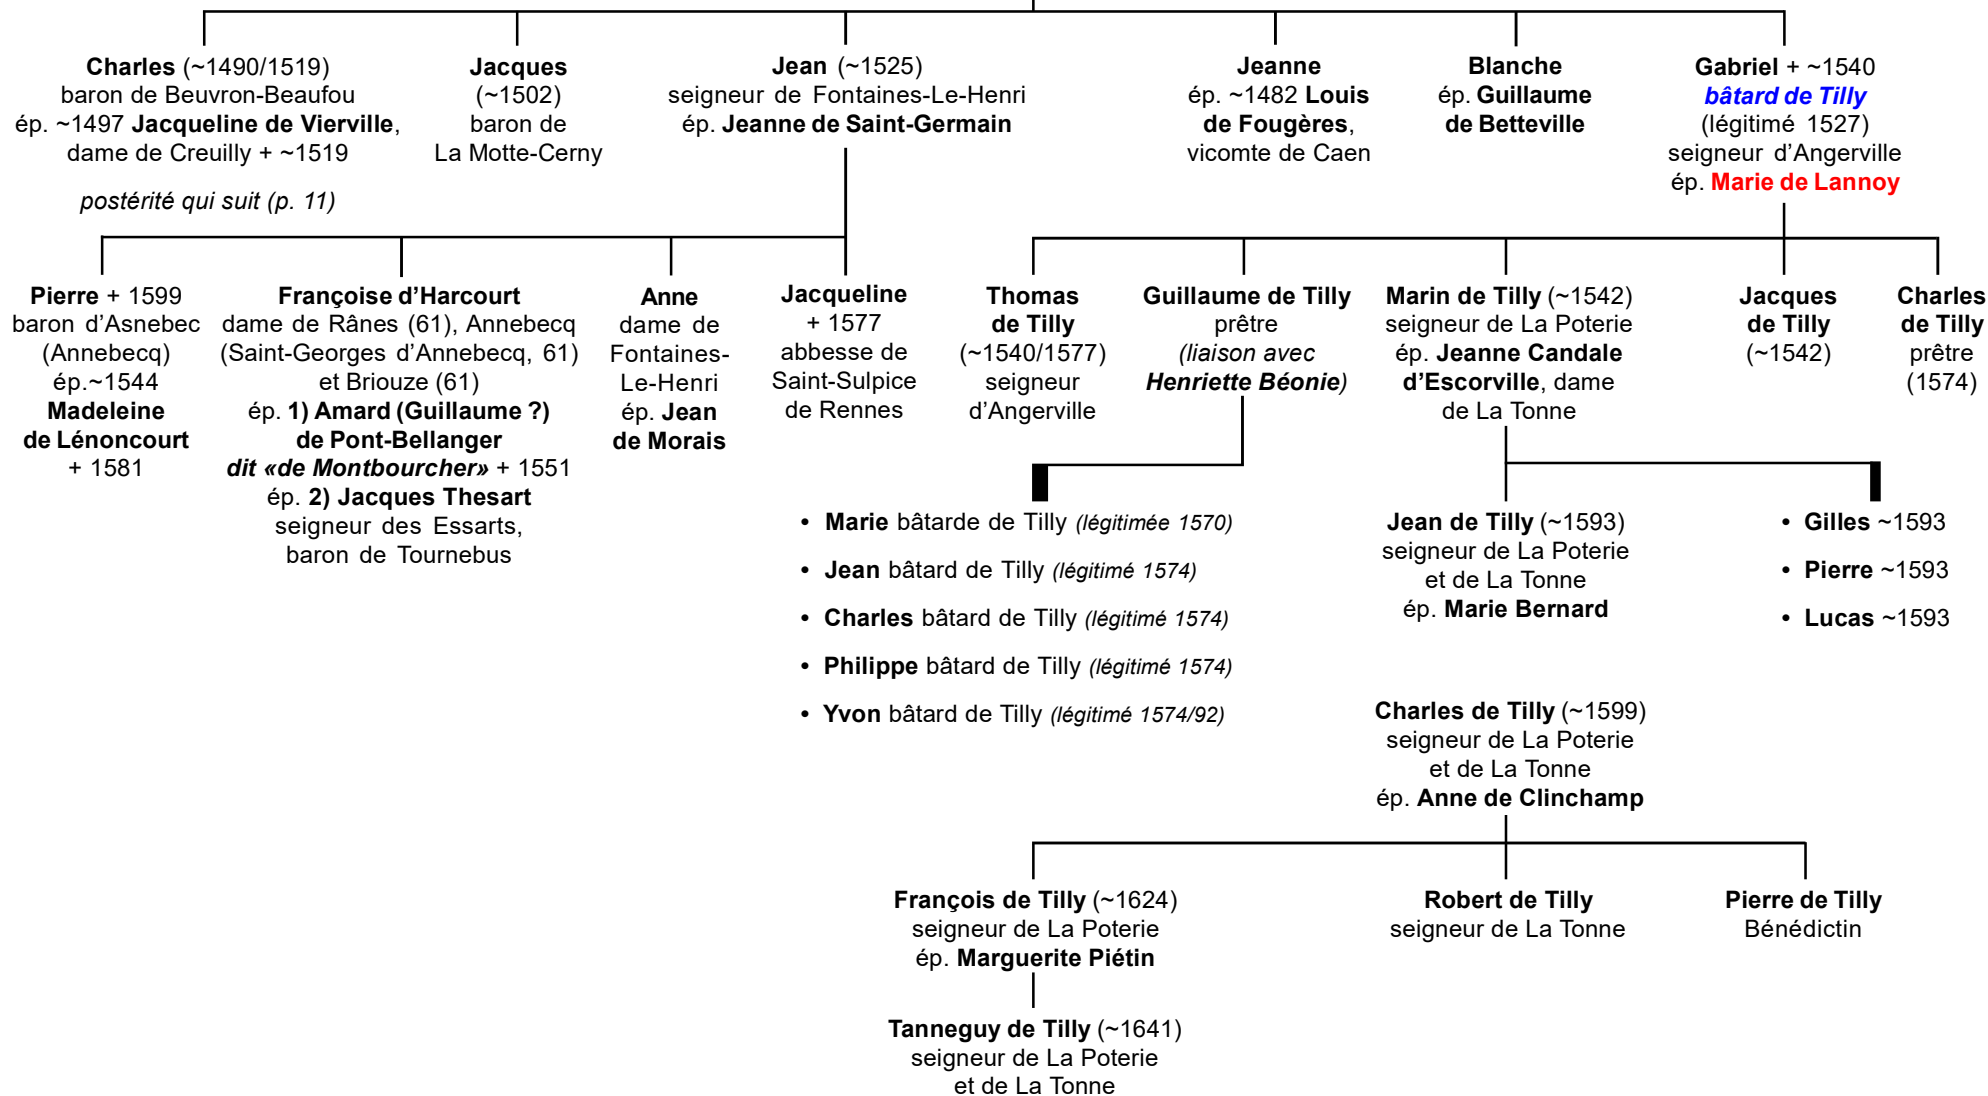 Charles (~1490/1519)
baron de Beuvron-Beaufou
ép. ~1497 Jacqueline de Vierville,
dame de Creuilly + ~1519
postérité qui suit (p. 11)
Jacques
(~1502)
baron de
La Motte-Cerny
Jean (~1525)
seigneur de Fontaines-Le-Henri
ép. Jeanne de Saint-Germain
Jeanne
ép. ~1482 Louis
de Fougères,
vicomte de Caen
Blanche
ép. Guillaume
de Betteville
Gabriel + ~1540
bâtard de Tilly
(légitimé 1527)
seigneur d’Angerville
ép. Marie de Lannoy
Pierre + 1599
baron d’Asnebec
(Annebecq)
ép.~1544
Madeleine
de Lénoncourt
+ 1581
Françoise d’Harcourt
dame de Rânes (61), Annebecq
(Saint-Georges d’Annebecq, 61)
et Briouze (61)
ép. 1) Amard (Guillaume ?)
de Pont-Bellanger
dit «de Montbourcher» + 1551
ép. 2) Jacques Thesart
seigneur des Essarts,
baron de Tournebus
Anne
dame de
Fontaines-
Le-Henri
ép. Jean
de Morais
Jacqueline
+ 1577
abbesse de
Saint-Sulpice
de Rennes
Thomas
de Tilly
(~1540/1577)
seigneur
d’Angerville
Guillaume de Tilly
prêtre
(liaison avec
Henriette Béonie)
Marin de Tilly (~1542)
seigneur de La Poterie
ép. Jeanne Candale
d’Escorville, dame
de La Tonne
Jacques
de Tilly
(~1542)
Charles
de Tilly
prêtre
(1574)
• Marie bâtarde de Tilly (légitimée 1570)
• Jean bâtard de Tilly (légitimé 1574)
• Charles bâtard de Tilly (légitimé 1574)
• Philippe bâtard de Tilly (légitimé 1574)
• Yvon bâtard de Tilly (légitimé 1574/92)
Jean de Tilly (~1593)
seigneur de La Poterie
et de La Tonne
ép. Marie Bernard
• Gilles ~1593
• Pierre ~1593
• Lucas ~1593
Charles de Tilly (~1599)
seigneur de La Poterie
et de La Tonne
ép. Anne de Clinchamp
François de Tilly (~1624)
seigneur de La Poterie
ép. Marguerite Piétin
Robert de Tilly
seigneur de La Tonne
Pierre de Tilly
Bénédictin
Tanneguy de Tilly (~1641)
seigneur de La Poterie
et de La Tonne